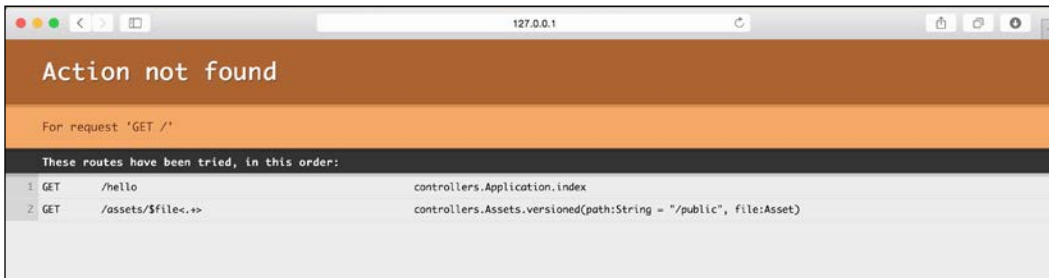 127.0.0.1
Action not found
For request 'GET /'
These routes have been tried, in this order:
1 GET /hello controllers.Application.index
2 GET /assets/$file<.+> controllers.Assets.versioned(path:String = "/public", file:Asset)